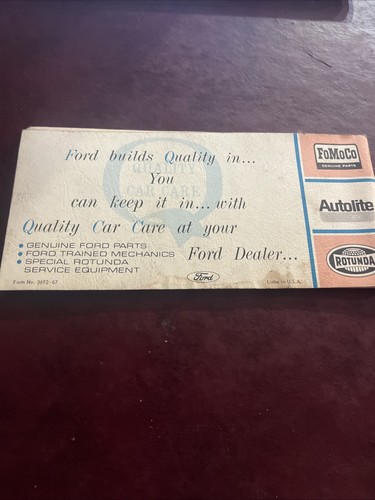 Ford builds Quality in...
You
can keep it in...with
Quality Car Care at your
Ford Dealer...
• GENUINE FORD PARTS
• FORD TRAINED MECHANICS
• SPECIAL ROTUNDA
SERVICE EQUIPMENT
Ford
Form No. 3692-67
Litho in U.S.A.
QUALITY
CAR CARE
FoMoCo
GENUINE PARTS
Autolite
ROTUNDA